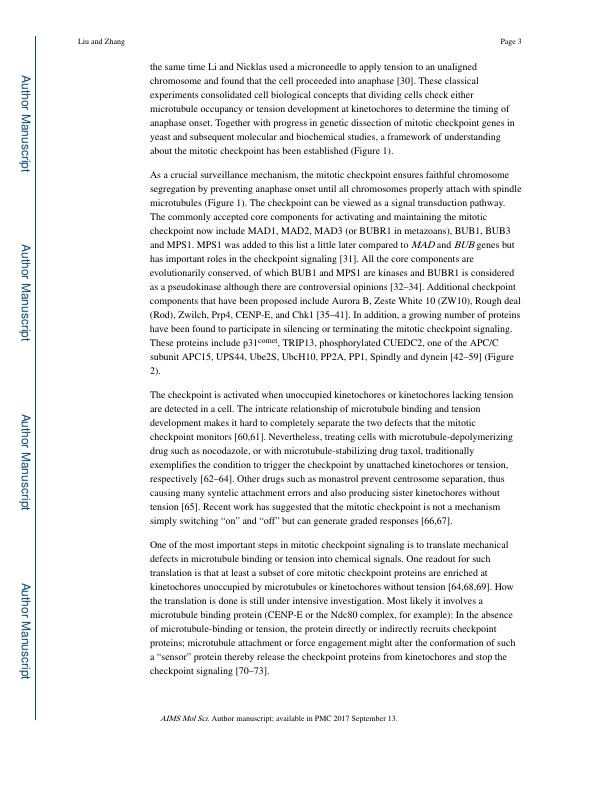 Liu and Zhang
Page 3
the same time Li and Nicklas used a microneedle to apply tension to an unaligned
chromosome and found that the cell proceeded into anaphase [30]. These classical
experiments consolidated cell biological concepts that dividing cells check either
microtubule occupancy or tension development at kinetochores to determine the timing of
anaphase onset. Together with progress in genetic dissection of mitotic checkpoint genes in
yeast and subsequent molecular and biochemical studies, a framework of understanding
about the mitotic checkpoint has been established (Figure 1).
As a crucial surveillance mechanism, the mitotic checkpoint ensures faithful chromosome
segregation by preventing anaphase onset until all chromosomes properly attach with spindle
microtubules (Figure 1). The checkpoint can be viewed as a signal transduction pathway.
The commonly accepted core components for activating and maintaining the mitotic
checkpoint now include MAD1, MAD2, MAD3 (or BUBR1 in metazoans), BUB1, BUB3
and MPS1. MPS1 was added to this list a little later compared to MAD and BUB genes but
has important roles in the checkpoint signaling [31]. All the core components are
evolutionarily conserved, of which BUB1 and MPS1 are kinases and BUBR1 is considered
as a pseudokinase although there are controversial opinions [32–34]. Additional checkpoint
components that have been proposed include Aurora B, Zeste White 10 (ZW10), Rough deal
(Rod), Zwilch, Prp4, CENP-E, and Chk1 [35–41]. In addition, a growing number of proteins
have been found to participate in silencing or terminating the mitotic checkpoint signaling.
These proteins include p31comet, TRIP13, phosphorylated CUEDC2, one of the APC/C
subunit APC15, UPS44, Ube2S, UbcH10, PP2A, PP1, Spindly and dynein [42–59] (Figure
2).
The checkpoint is activated when unoccupied kinetochores or kinetochores lacking tension
are detected in a cell. The intricate relationship of microtubule binding and tension
development makes it hard to completely separate the two defects that the mitotic
checkpoint monitors [60,61]. Nevertheless, treating cells with microtubule-depolymerizing
drug such as nocodazole, or with microtubule-stabilizing drug taxol, traditionally
exemplifies the condition to trigger the checkpoint by unattached kinetochores or tension,
respectively [62–64]. Other drugs such as monastrol prevent centrosome separation, thus
causing many syntelic attachment errors and also producing sister kinetochores without
tension [65]. Recent work has suggested that the mitotic checkpoint is not a mechanism
simply switching “on” and “off” but can generate graded responses [66,67].
One of the most important steps in mitotic checkpoint signaling is to translate mechanical
defects in microtubule binding or tension into chemical signals. One readout for such
translation is that at least a subset of core mitotic checkpoint proteins are enriched at
kinetochores unoccupied by microtubules or kinetochores without tension [64,68,69]. How
the translation is done is still under intensive investigation. Most likely it involves a
microtubule binding protein (CENP-E or the Ndc80 complex, for example): In the absence
of microtubule-binding or tension, the protein directly or indirectly recruits checkpoint
proteins; microtubule attachment or force engagement might alter the conformation of such
a “sensor” protein thereby release the checkpoint proteins from kinetochores and stop the
checkpoint signaling [70–73].
AIMS Mol Sci. Author manuscript; available in PMC 2017 September 13.
Author Manuscript
Author Manuscript
Author Manuscript
Author Manuscript